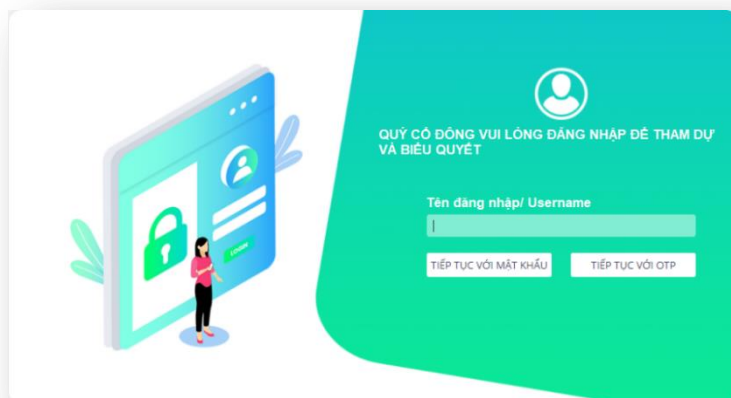 QUÝ CỔ ĐÔNG VUI LÒNG ĐĂNG NHẬP ĐỂ THAM DỰ
VÀ BIỂU QUYẾT
Tên đăng nhập/ Username
TIẾP TỤC VỚI MẬT KHẨU
TIẾP TỤC VỚI OTP
LOGIN